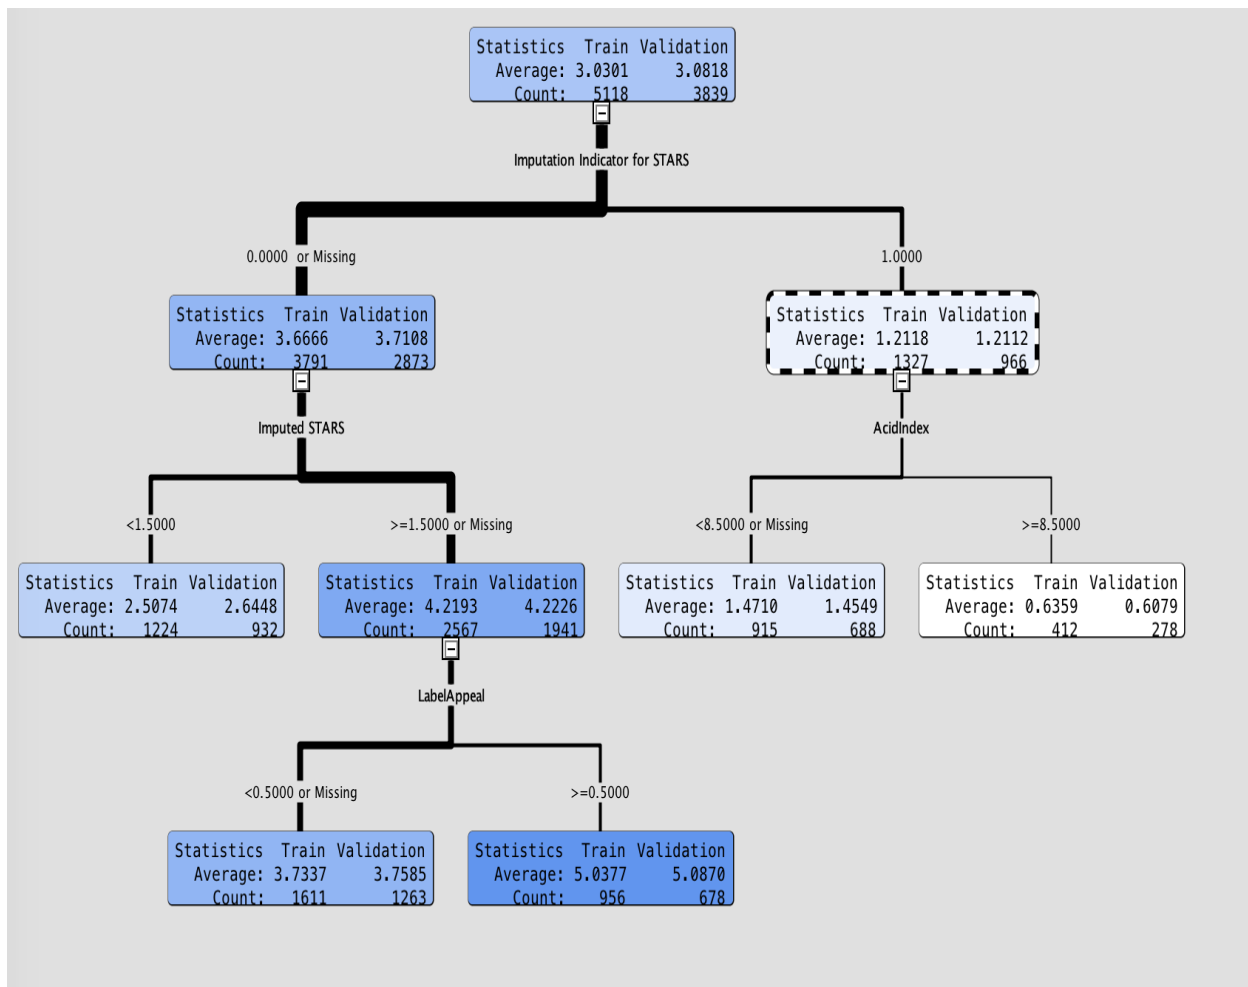 Statistics Train Validation
Average: 3.0301 3.0818
Count: 5118 3839
Imputation Indicator for STARS
0.0000 or Missing
1.0000
Statistics Train Validation
Average: 3.6666 3.7108
Count: 3791 2873
Statistics Train Validation
Average: 1.2118 1.2112
Count: 1327 966
Imputed STARS
AcidIndex
<1.5000
>=1.5000 or Missing
<8.5000 or Missing
>=8.5000
Statistics Train Validation
Average: 2.5074 2.6448
Count: 1224 932
Statistics Train Validation
Average: 4.2193 4.2226
Count: 2567 1941
Statistics Train Validation
Average: 1.4710 1.4549
Count: 915 688
Statistics Train Validation
Average: 0.6359 0.6079
Count: 412 278
LabelAppeal
<0.5000 or Missing
>=0.5000
Statistics Train Validation
Average: 3.7337 3.7585
Count: 1611 1263
Statistics Train Validation
Average: 5.0377 5.0870
Count: 956 678